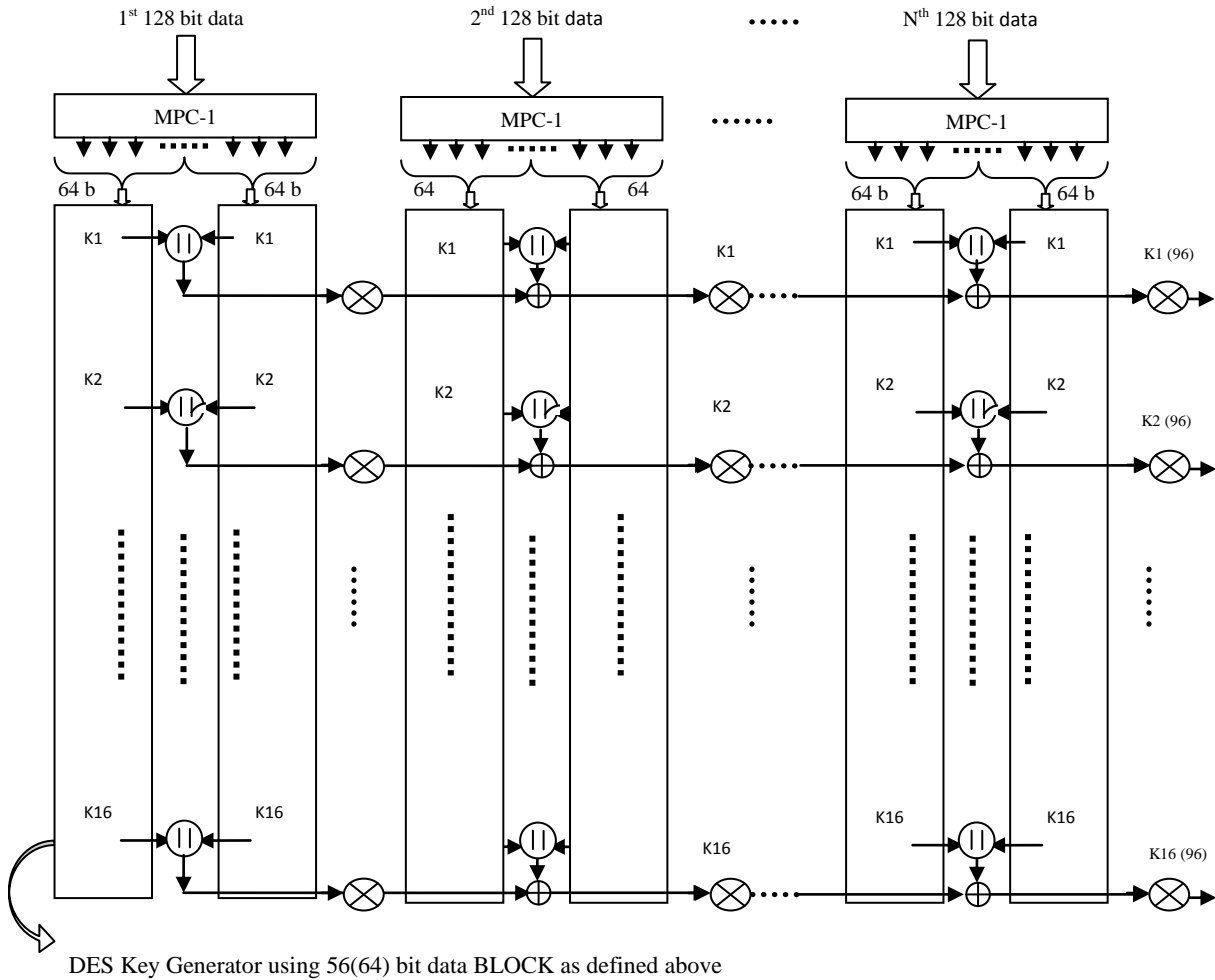 1st 128 bit data
2nd 128 bit data
Nth 128 bit data
MPC-1
MPC-1
MPC-1
64 b
64 b
64
64
64 b
64 b
K1
K1
K1
K1
K1
K1
K1 (96)
||
||
||
K2
K2
K2
K2
K2
K2
K2 (96)
||
||
||
K16
K16
K16
K16
K16
K16 (96)
||
||
||
DES Key Generator using 56(64) bit data BLOCK as defined above